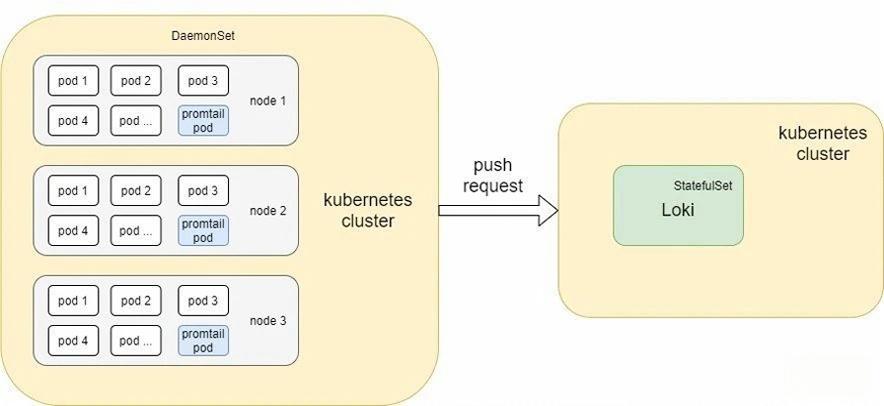 DaemonSet
pod 1
pod 2
pod 3
node 1
pod 4
pod ...
promtail
pod
pod 1
pod 2
pod 3
node 2
pod 4
pod ...
promtail
pod
pod 1
pod 2
pod 3
node 3
pod 4
pod ...
promtail
pod
kubernetes
cluster
push
request
kubernetes
cluster
StatefulSet
Loki